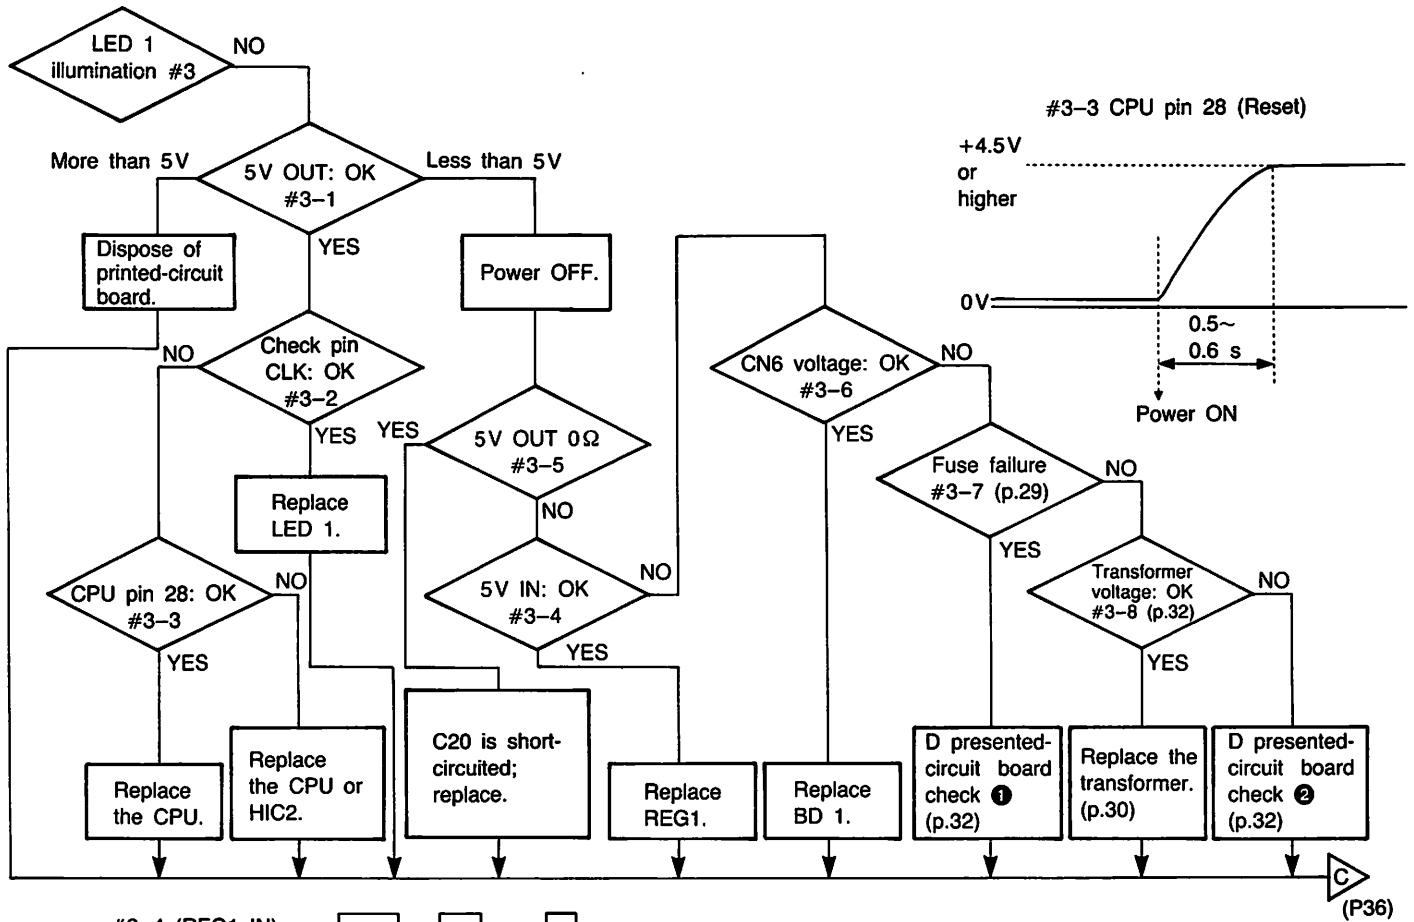 LED 1
illumination #3
NO
More than 5V
5V OUT: OK
#3–1
Less than 5V
YES
Dispose of
printed-circuit
board.
Power OFF.
NO
Check pin
CLK: OK
#3–2
YES
YES
5V OUT 0Ω
#3–5
NO
Replace
LED 1.
CPU pin 28: OK
#3–3
NO
YES
5V IN: OK
#3–4
NO
YES
CN6 voltage: OK
#3–6
NO
YES
Fuse failure
#3–7 (p.29)
NO
YES
Transformer
voltage: OK
#3–8 (p.32)
NO
YES
#3–3 CPU pin 28 (Reset)
+4.5V
or
higher
0V
0.5~
0.6 s
Power ON
Replace
the CPU.
Replace
the CPU or
HIC2.
C20 is short-
circuited;
replace.
Replace
REG1.
Replace
BD 1.
D presented-
circuit board
check ❶
(p.32)
Replace the
transformer.
(p.30)
D presented-
circuit board
check ❷
(p.32)
C
(P36)
#3–4 (REG1 IN)